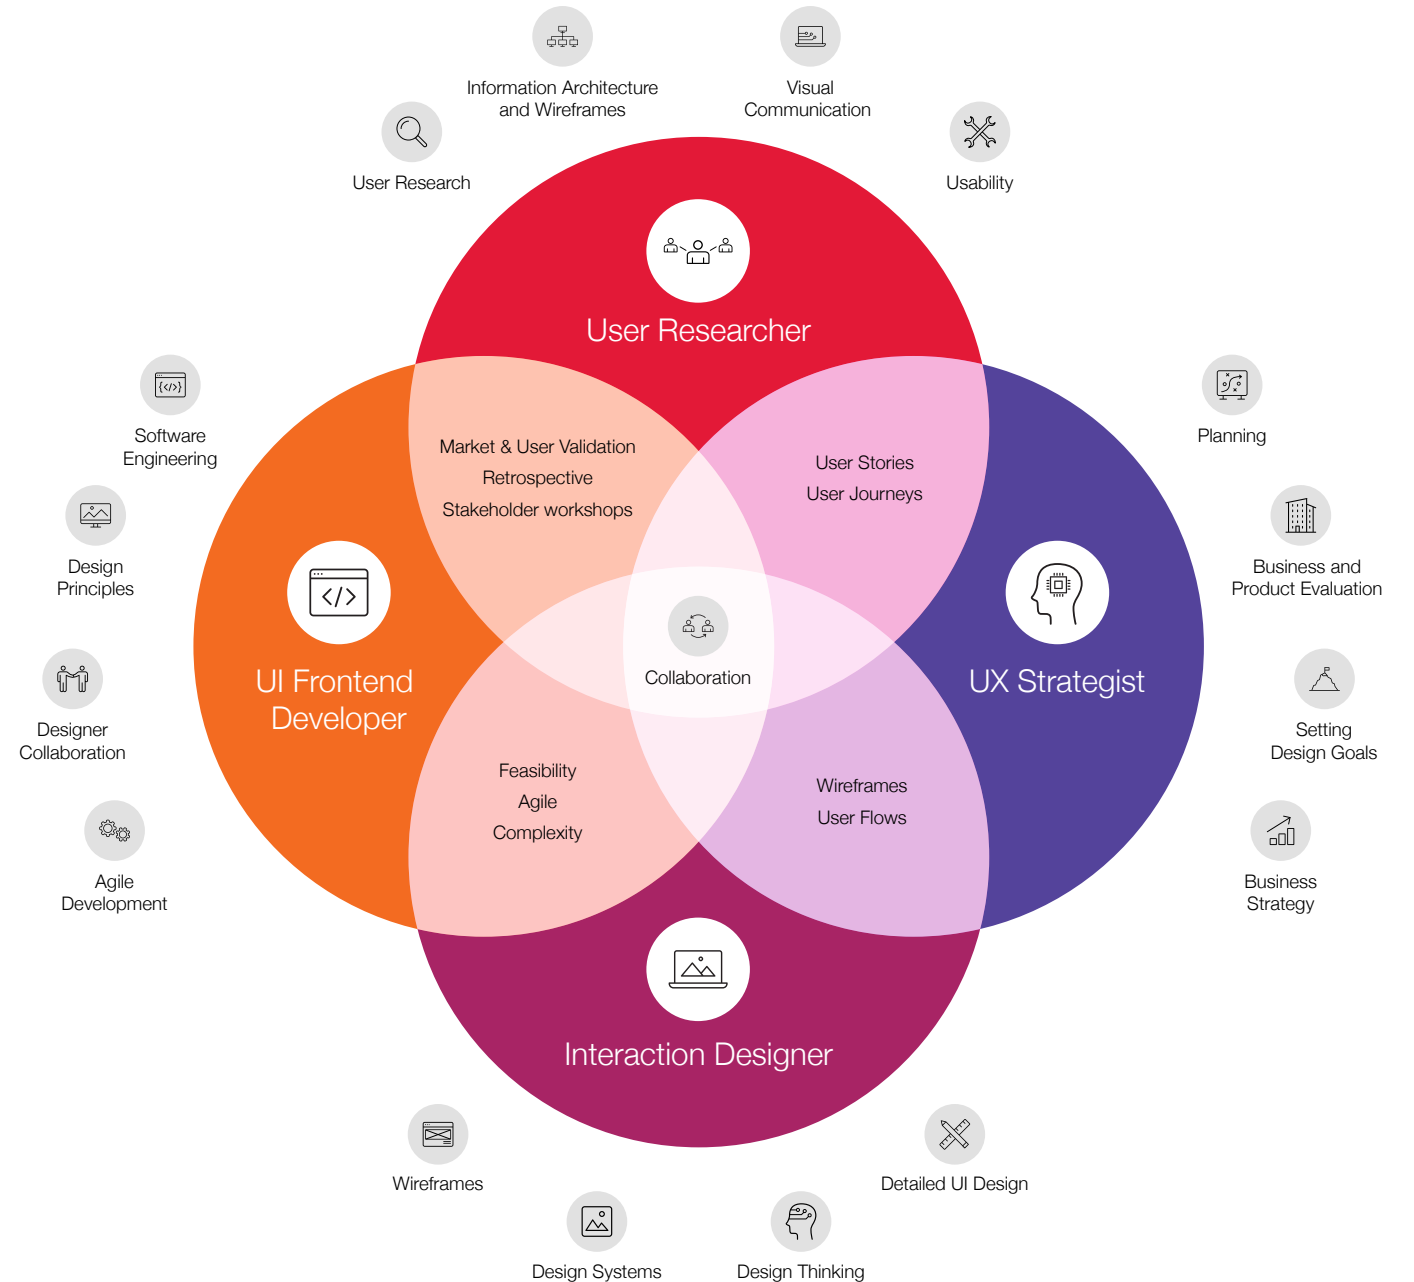 Information Architecture
and Wireframes
Visual
Communication
User Research
Usability
User Researcher
Software
Engineering
Planning
Market & User Validation
Retrospective
Stakeholder workshops
User Stories
User Journeys
Design
Principles
Business and
Product Evaluation
UI Frontend
Developer
Collaboration
UX Strategist
Designer
Collaboration
Setting
Design Goals
Feasibility
Agile
Complexity
Wireframes
User Flows
Agile
Development
Business
Strategy
Interaction Designer
Wireframes
Detailed UI Design
Design Systems
Design Thinking